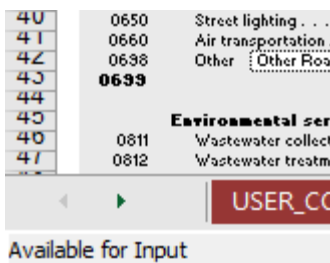 40 0650 Street lighting . . .
41 0660 Air transportation .
42 0698 Other Other Roa
43 0699
44
45 Environmental ser
46 0811 Wastewater collect
47 0812 Wastewater treatm
USER_CO
Available for Input